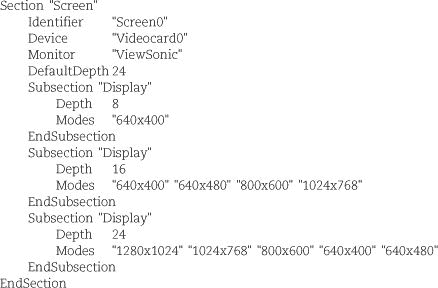 Section "Screen"
Identifier "Screen0"
Device "Videocard0"
Monitor "ViewSonic"
DefaultDepth 24
Subsection "Display"
Depth 8
Modes "640x400"
EndSubsection
Subsection "Display"
Depth 16
Modes "640x400" "640x480" "800x600" "1024x768"
EndSubsection
Subsection "Display"
Depth 24
Modes "1280x1024" "1024x768" "800x600" "640x400" "640x480"
EndSubsection
EndSection